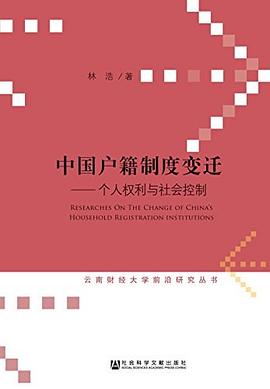 林 浩 / 著
中国户籍制度变迁
—— 个人权利与社会控制
RESEARCHES ON THE CHANGE OF CHINA'S
HOUSEHOLD REGISTRATION INSTITUTIONS
云南财经大学前沿研究丛书
社会科学文献出版社
SOCIAL SCIENCES ACADEMIC PRESS (CHINA)